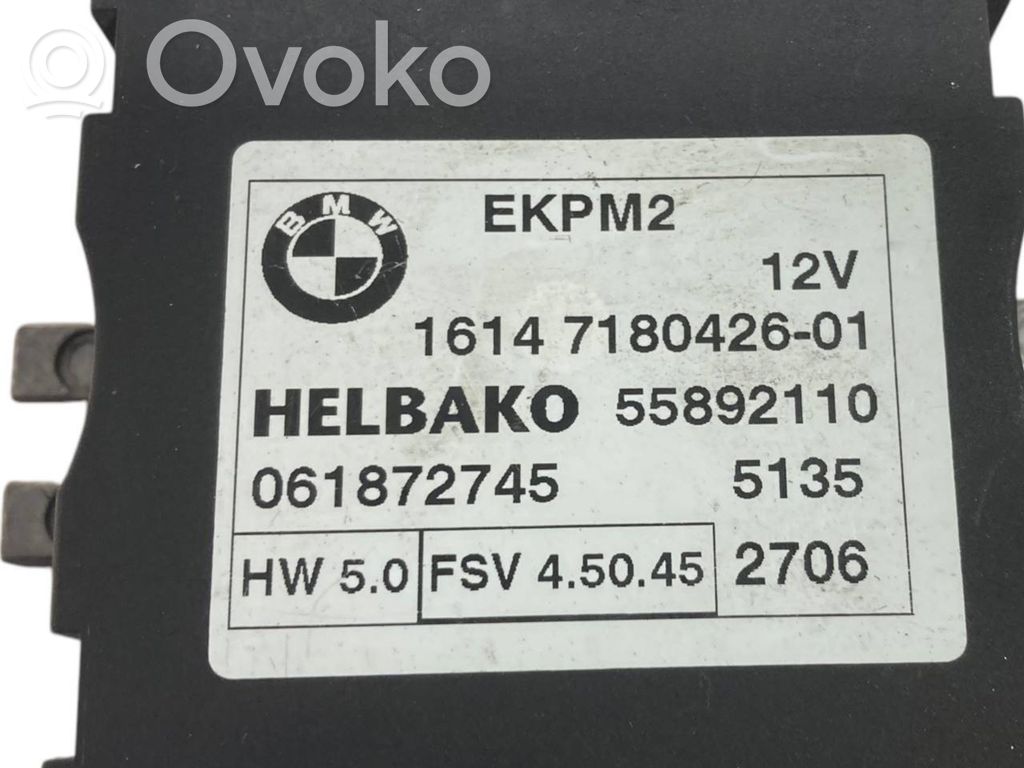 Ovoko
BMW
EKPM2
12V
1614 7180426-01
HELBAKO 55892110
061872745 5135
HW 5.0 FSV 4.50.45 2706